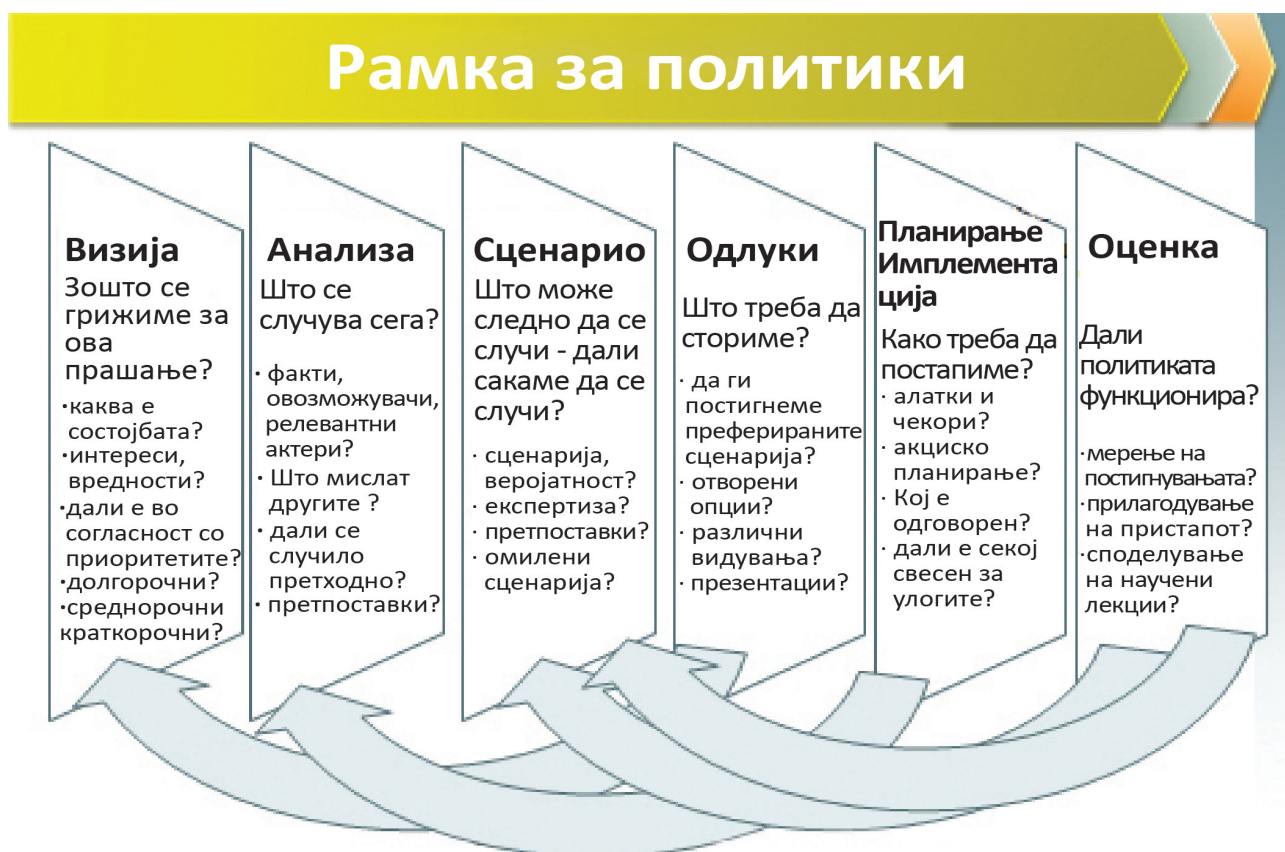 Рамка за политики
Визија
Зошто се
грижиме за
ова
прашање?
·каква е
состојбата?
·интереси,
вредности?
·дали е во
согласност со
приоритетите?
·долгорочни?
·среднорочни
краткорочни?
Анализа
Што се
случува сега?
· факти,
овозможувачи,
релевантни
актери?
· Што мислат
другите ?
· дали се
случило
претходно?
· претпоставки?
Сценарио
Што може
следно да се
случи - дали
сакаме да се
случи?
· сценарија,
веројатност?
· експертиза?
· претпоставки?
· омилени
сценарија?
Одлуки
Што треба да
сториме?
· да ги
постигнеме
преферираните
сценарија?
· отворени
опции?
· различни
видувања?
· презентации?
Планирање
Имплемента
ција
Како треба да
постапиме?
· алатки и
чекори?
· акциско
планирање?
· Кој е
одговорен?
· дали е секој
свесен за
улогите?
Оценка
Дали
политиката
функционира?
·мерење на
постигнувањата?
·прилагодување
на пристапот?
·споделување
на научени
лекции?